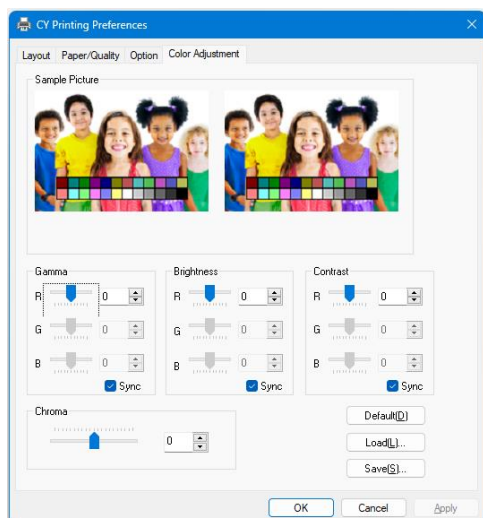 CY Printing Preferences
Layout Paper/Quality Option Color Adjustment
Sample Picture
Gamma Brightness Contrast
R 0 R 0 R 0
G 0 G 0 G 0
B 0 B 0 B 0
Sync Sync Sync
Chroma
0
Default(D)
Load(L)...
Save(S)...
OK Cancel Apply